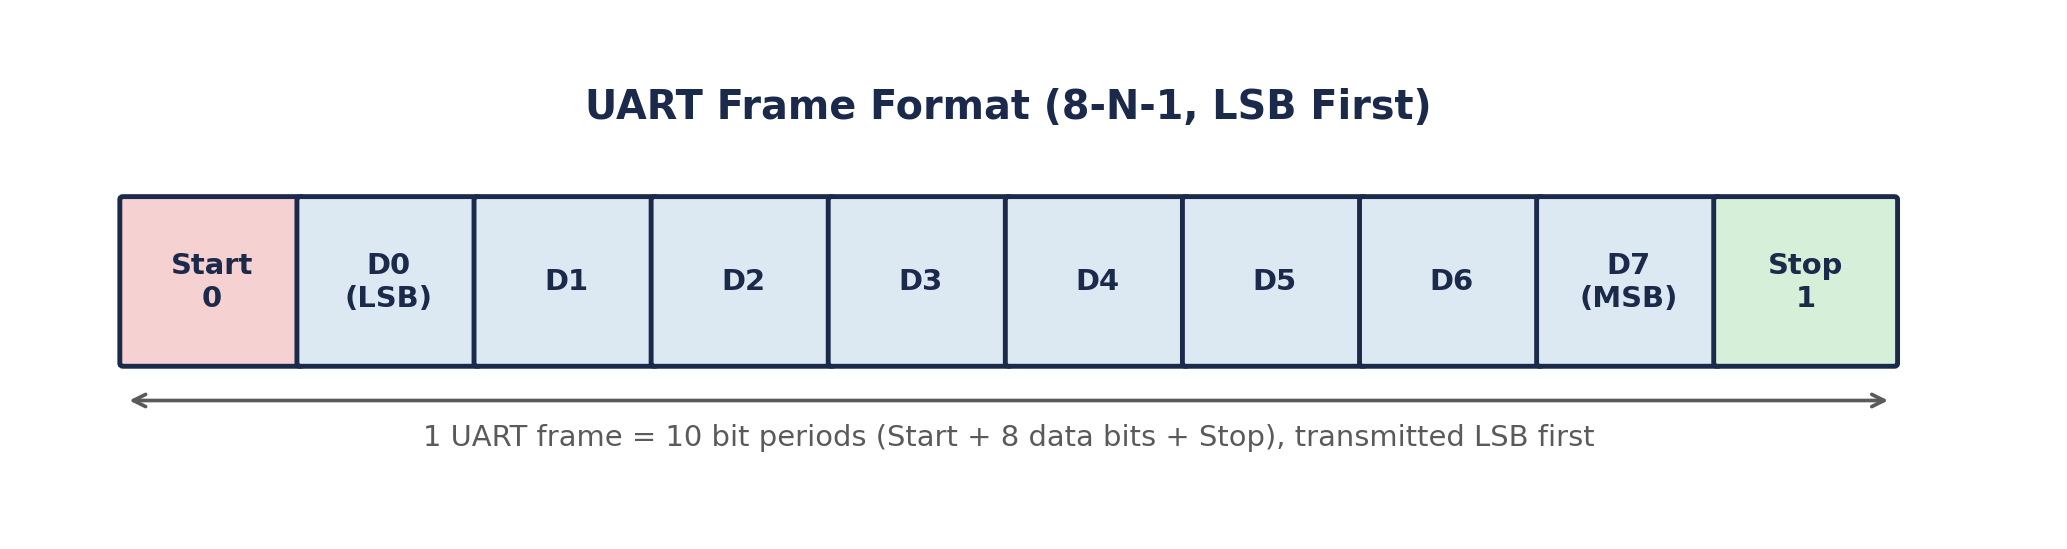 UART Frame Format (8-N-1, LSB First)
Start
0
D0
(LSB)
D1
D2
D3
D4
D5
D6
D7
(MSB)
Stop
1
1 UART frame = 10 bit periods (Start + 8 data bits + Stop), transmitted LSB first